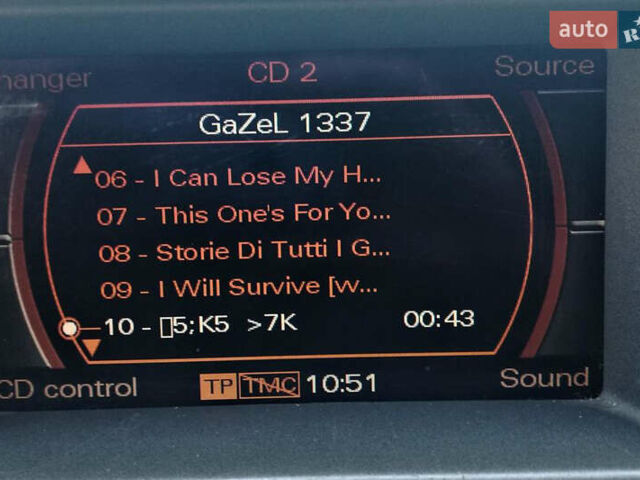 auto
hanger CD 2 Source
GaZeL 1337
06 - I Can Lose My H...
07 - This One's For Yo...
08 - Storie Di Tutti I G...
09 - I Will Survive [w...
10 - ▯5;K5 >7K 00:43
CD control TP TMC 10:51 Sound